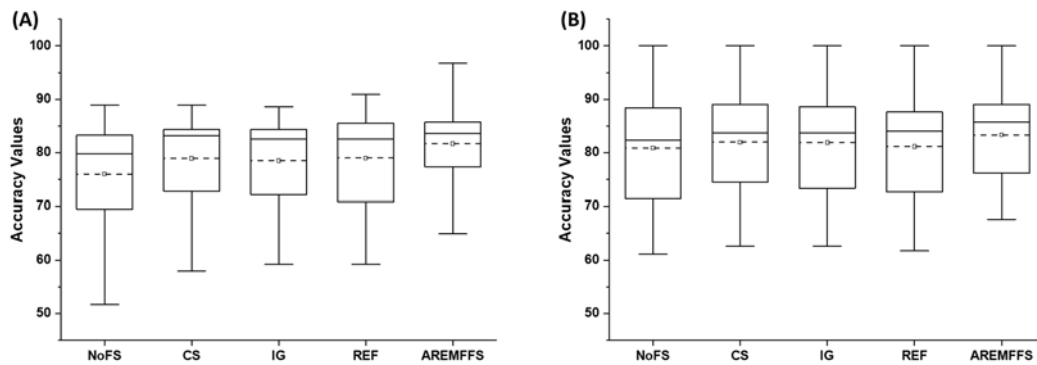 (A)
Accuracy Values
100
90
80
70
60
50
NoFS CS IG REF AREMFFS
(B)
Accuracy Values
100
90
80
70
60
50
NoFS CS IG REF AREMFFS